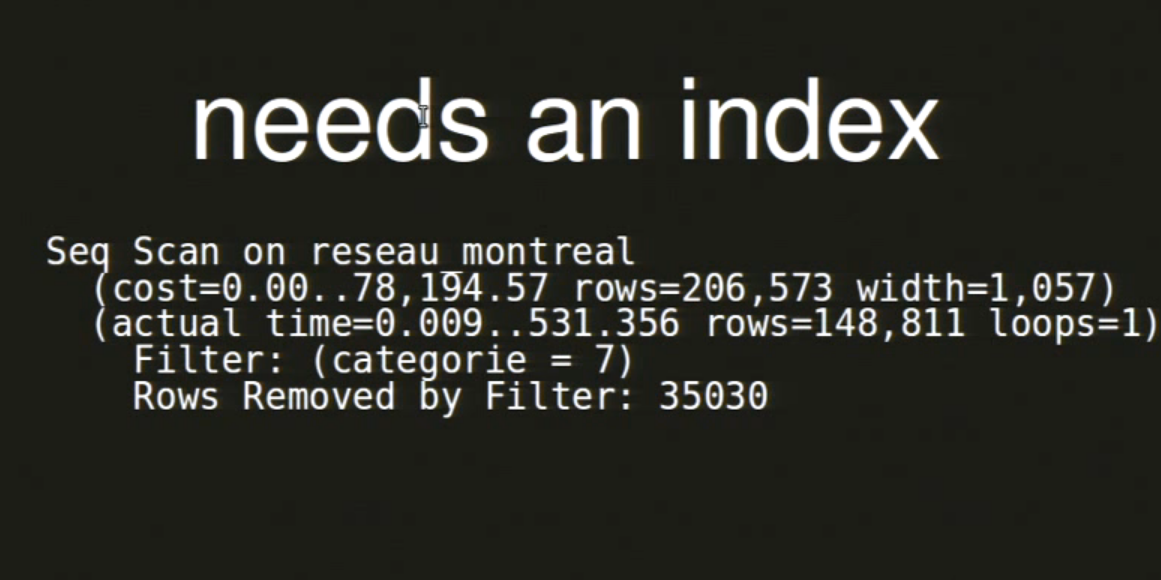 needs an index
Seq Scan on reseau_montreal
(cost=0.00..78,194.57 rows=206,573 width=1,057)
(actual time=0.009..531.356 rows=148,811 loops=1)
Filter: (categorie = 7)
Rows Removed by Filter: 35030